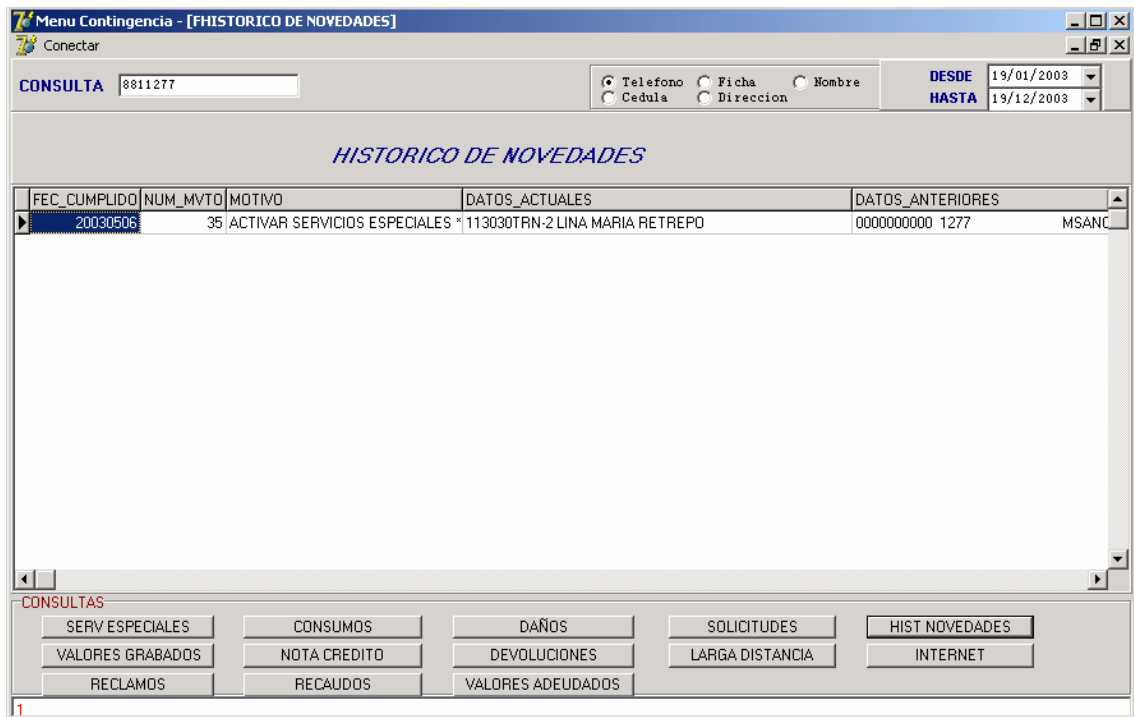 Menu Contingencia - [FHISTORICO DE NOVEDADES]
Conectar
CONSULTA 8811277 Telefono Ficha Nombre DESDE 19/01/2003
Cedula Direccion HASTA 19/12/2003
HISTORICO DE NOVEDADES
FEC_CUMPLIDO NUM_MVTO MOTIVO DATOS_ACTUALES DATOS_ANTERIORES
20030506 35 ACTIVAR SERVICIOS ESPECIALES * 113030TRN-2 LINA MARIA RETREPO 0000000000 1277 MSANC
CONSULTAS
SERV ESPECIALES CONSUMOS DAÑOS SOLICITUDES HIST NOVEDADES
VALORES GRABADOS NOTA CREDITO DEVOLUCIONES LARGA DISTANCIA INTERNET
RECLAMOS RECAUDOS VALORES ADEUDADOS
1